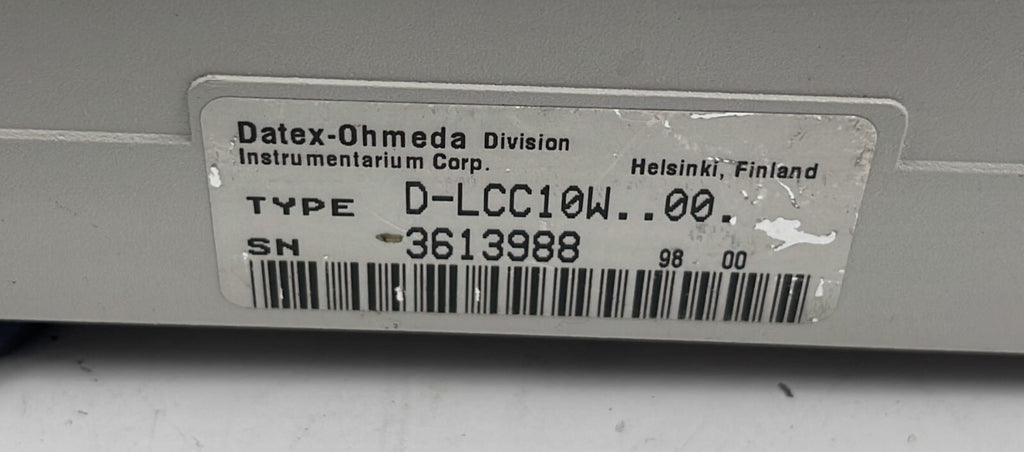 Datex-Ohmeda Division
Instrumentarium Corp. Helsinki, Finland
TYPE D-LCC10W..00.
SN 3613988 98 00